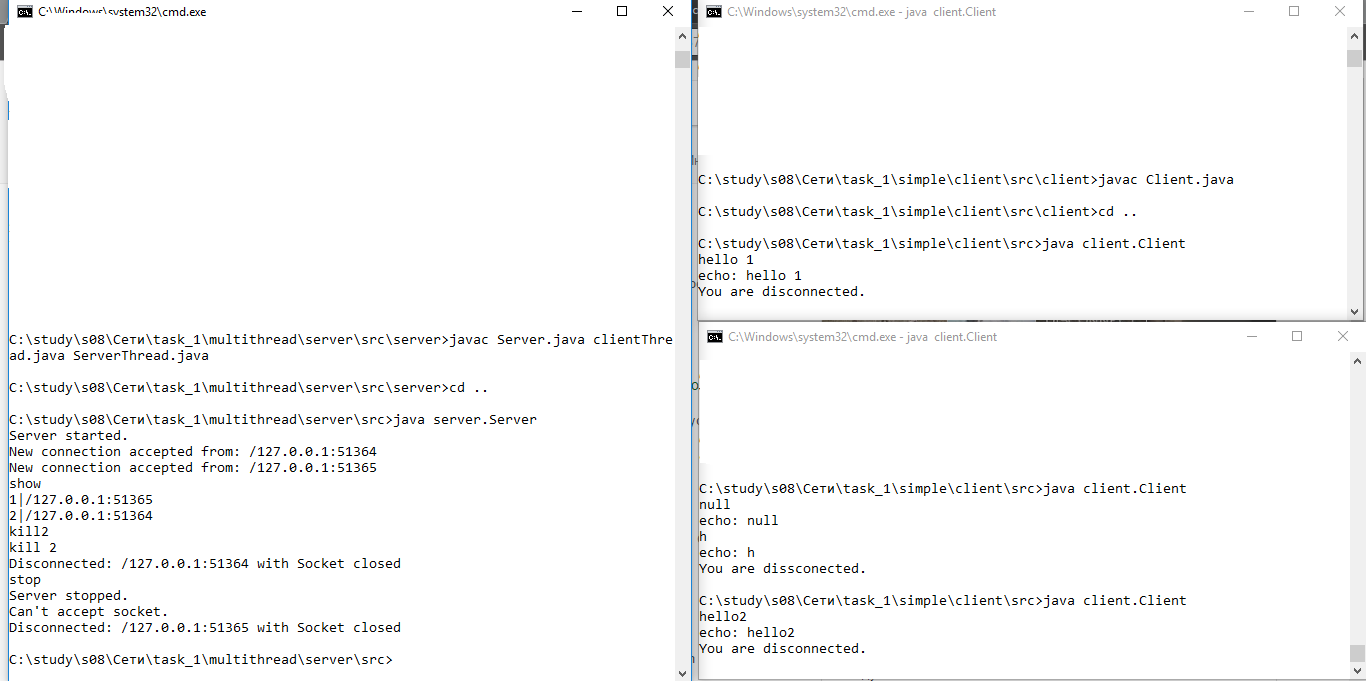 C:\Windows\system32\cmd.exe
C:\study\s08\Сети\task_1\multithread\server\src\server>javac Server.java clientThre
ad.java ServerThread.java
C:\study\s08\Сети\task_1\multithread\server\src\server>cd ..
C:\study\s08\Сети\task_1\multithread\server\src>java server.Server
Server started.
New connection accepted from: /127.0.0.1:51364
New connection accepted from: /127.0.0.1:51365
show
1|/127.0.0.1:51365
2|/127.0.0.1:51364
kill2
kill 2
Disconnected: /127.0.0.1:51364 with Socket closed
stop
Server stopped.
Can't accept socket.
Disconnected: /127.0.0.1:51365 with Socket closed
C:\study\s08\Сети\task_1\multithread\server\src>
C:\Windows\system32\cmd.exe - java client.Client
C:\study\s08\Сети\task_1\simple\client\src\client>javac Client.java
C:\study\s08\Сети\task_1\simple\client\src\client>cd ..
C:\study\s08\Сети\task_1\simple\client\src>java client.Client
hello 1
echo: hello 1
You are disconnected.
C:\Windows\system32\cmd.exe - java client.Client
C:\study\s08\Сети\task_1\simple\client\src>java client.Client
null
echo: null
h
echo: h
You are dissconected.
C:\study\s08\Сети\task_1\simple\client\src>java client.Client
hello2
echo: hello2
You are disconnected.